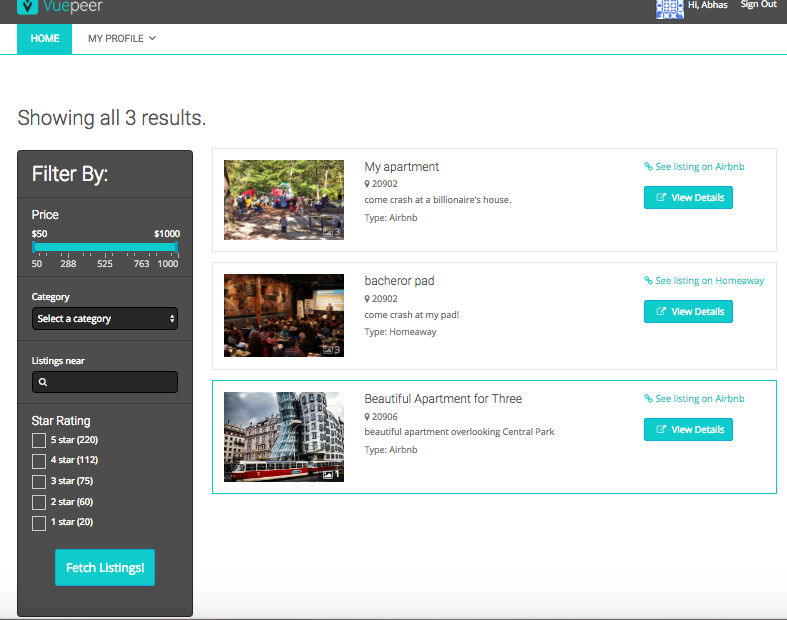 Vuepeer
Hi, Abhas
Sign Out
HOME
MY PROFILE
Showing all 3 results.
Filter By:
Price
$50 $1000
50 288 525 763 1000
Category
Select a category
Listings near
Star Rating
5 star (220)
4 star (112)
3 star (75)
2 star (60)
1 star (20)
Fetch Listings!
My apartment
20902
come crash at a billionaire's house.
Type: Airbnb
3
See listing on Airbnb
View Details
bacheror pad
20902
come crash at my pad!
Type: Homeaway
3
See listing on Homeaway
View Details
Beautiful Apartment for Three
20906
beautiful apartment overlooking Central Park
Type: Airbnb
1
See listing on Airbnb
View Details